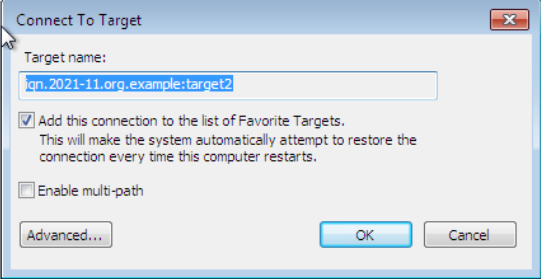 Connect To Target
Target name:
iqn.2021-11.org.example:target2
Add this connection to the list of Favorite Targets.
This will make the system automatically attempt to restore the
connection every time this computer restarts.
Enable multi-path
Advanced...
OK
Cancel